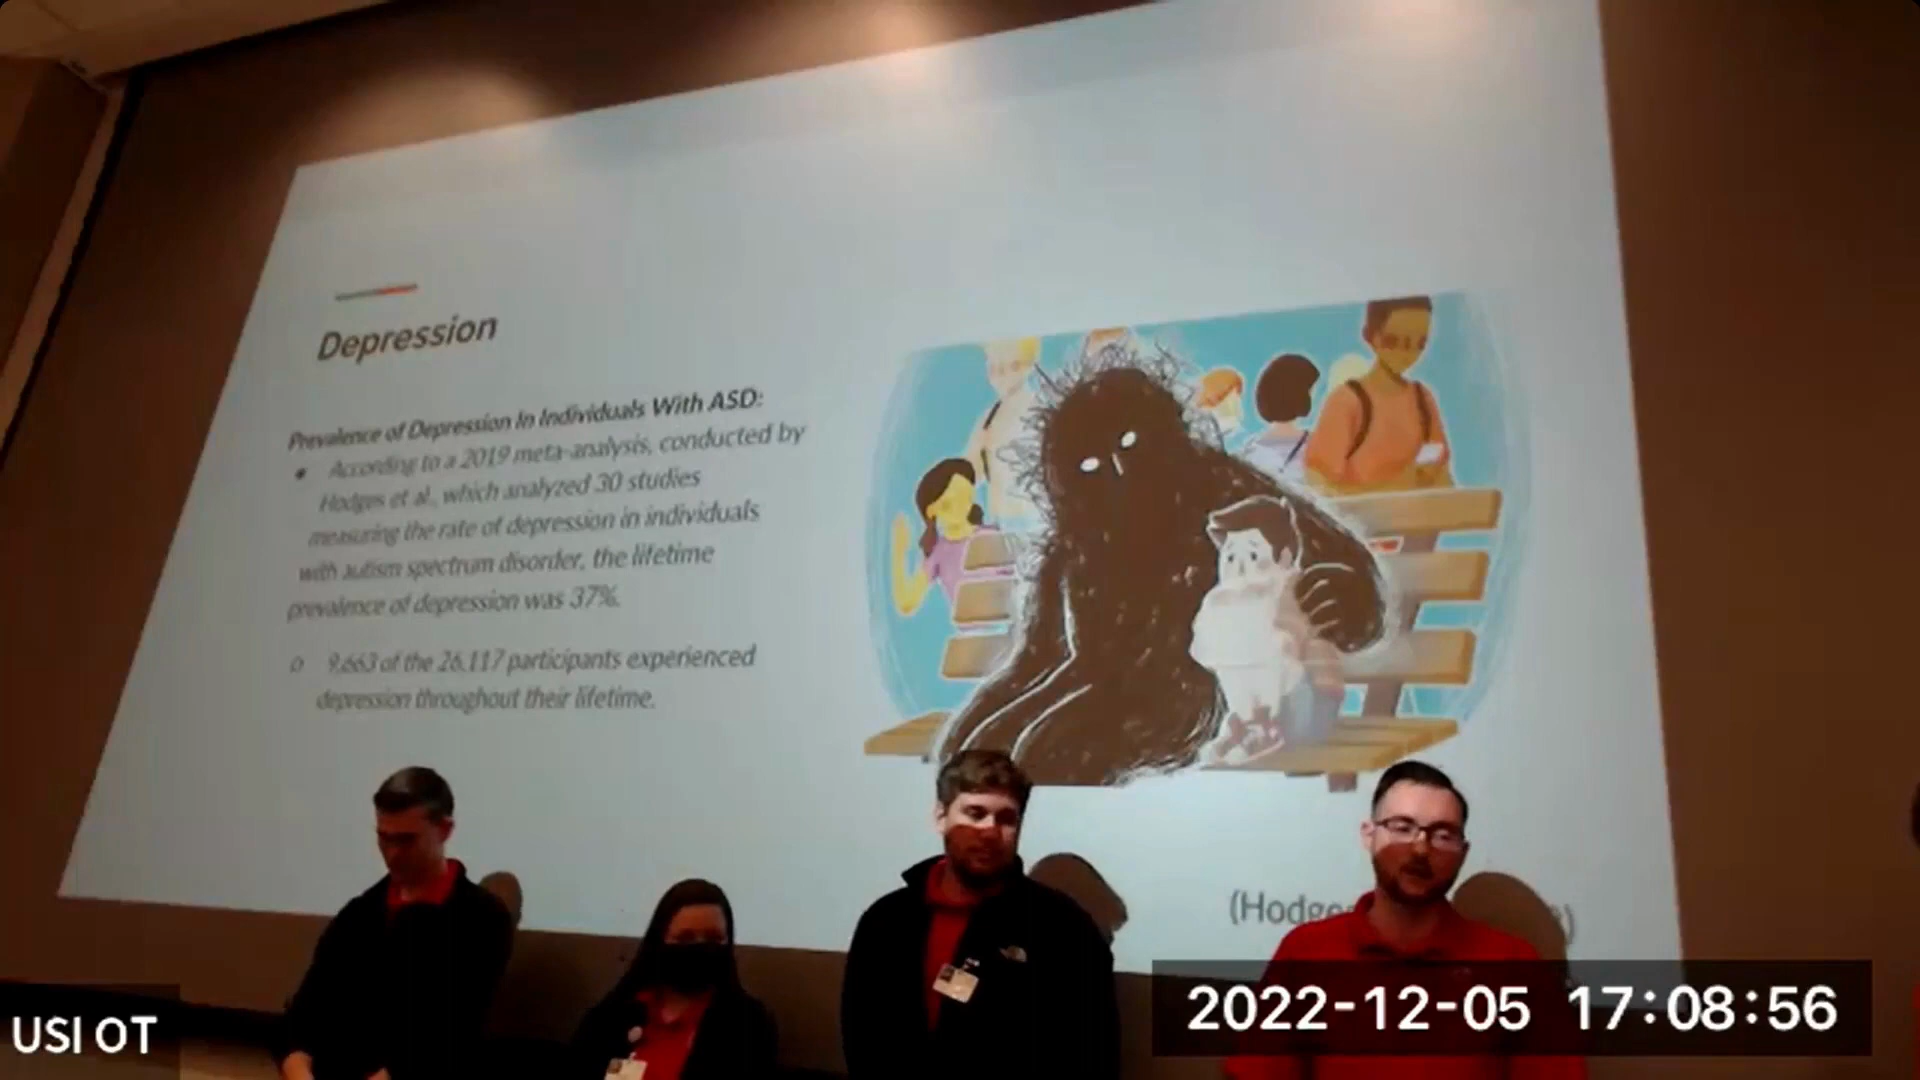 Depression
Prevalence of Depression In Individuals With ASD:
• According to a 2019 meta-analysis, conducted by
Hodges et al., which analyzed 30 studies
measuring the rate of depression in individuals
with autism spectrum disorder, the lifetime
prevalence of depression was 37%.
o 9,663 of the 26,117 participants experienced
depression throughout their lifetime.
(Hodge
USI OT
2022-12-05 17:08:56